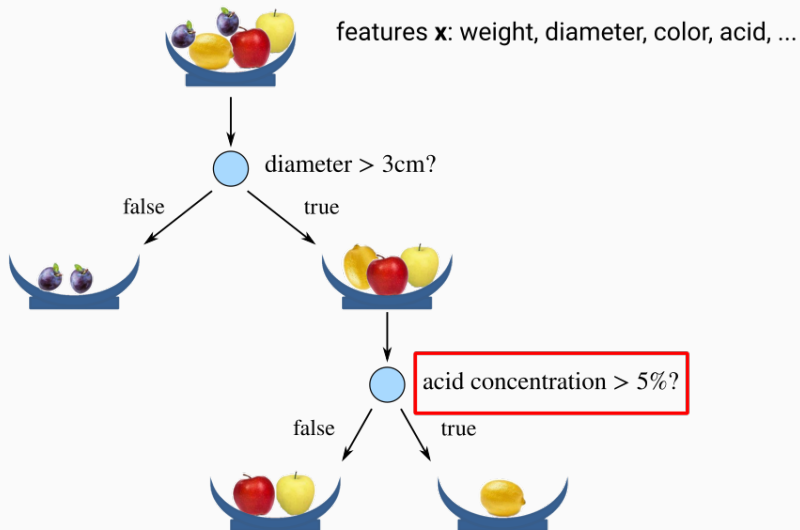 features x: weight, diameter, color, acid, ...
diameter > 3cm?
false
true
acid concentration > 5%?
false
true